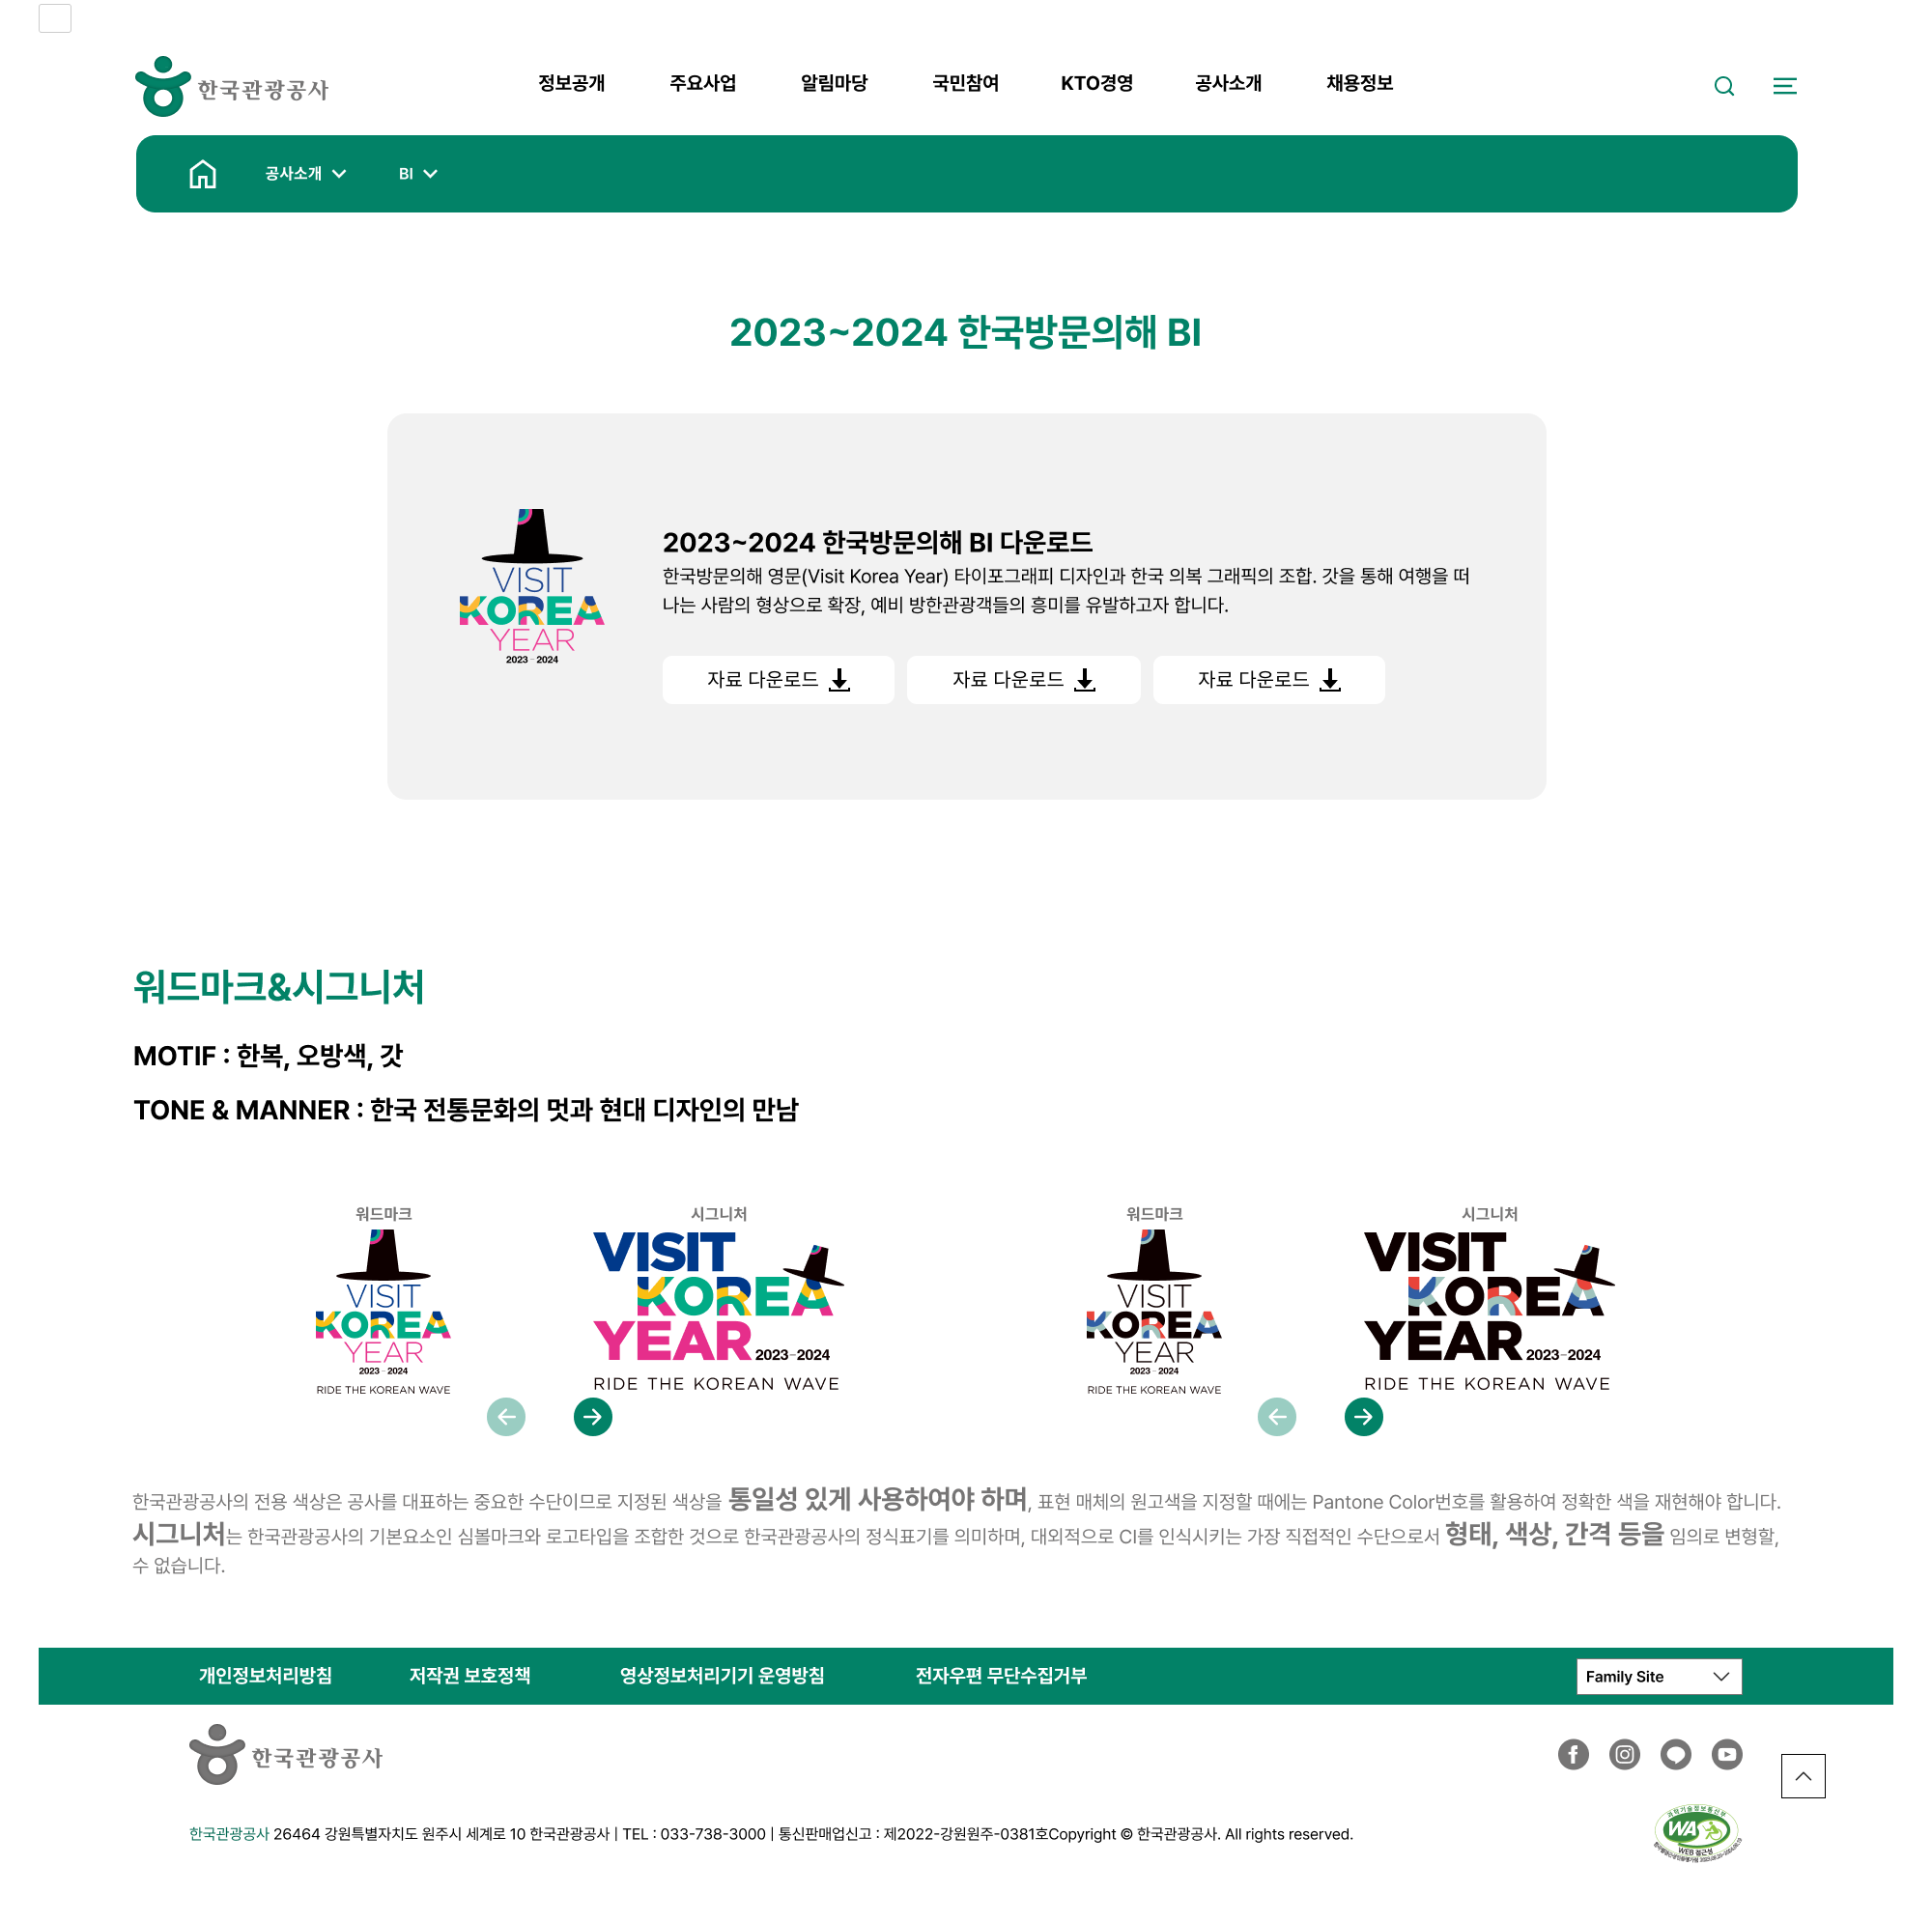 한국관광공사
정보공개 주요사업 알림마당 국민참여 KTO경영 공사소개 채용정보
공사소개 BI
2023~2024 한국방문의해 BI
VISIT
KOREA
YEAR
2023-2024
2023~2024 한국방문의해 BI 다운로드
한국방문의해 영문(Visit Korea Year) 타이포그래피 디자인과 한국 의복 그래픽의 조합. 갓을 통해 여행을 떠
나는 사람의 형상으로 확장, 예비 방한관광객들의 흥미를 유발하고자 합니다.
자료 다운로드 자료 다운로드 자료 다운로드
워드마크&시그니처
MOTIF : 한복, 오방색, 갓
TONE & MANNER : 한국 전통문화의 멋과 현대 디자인의 만남
워드마크
VISIT
KOREA
YEAR
2023-2024
RIDE THE KOREAN WAVE
시그니처
VISIT
KOREA
YEAR 2023-2024
RIDE THE KOREAN WAVE
워드마크
VISIT
KOREA
YEAR
2023-2024
RIDE THE KOREAN WAVE
시그니처
VISIT
KOREA
YEAR 2023-2024
RIDE THE KOREAN WAVE
한국관광공사의 전용 색상은 공사를 대표하는 중요한 수단이므로 지정된 색상을 통일성 있게 사용하여야 하며, 표현 매체의 원고색을 지정할 때에는 Pantone Color번호를 활용하여 정확한 색을 재현해야 합니다.
시그니처는 한국관광공사의 기본요소인 심볼마크와 로고타입을 조합한 것으로 한국관광공사의 정식표기를 의미하며, 대외적으로 CI를 인식시키는 가장 직접적인 수단으로서 형태, 색상, 간격 등을 임의로 변형할,
수 없습니다.
개인정보처리방침 저작권 보호정책 영상정보처리기기 운영방침 전자우편 무단수집거부 Family Site
한국관광공사
한국관광공사 26464 강원특별자치도 원주시 세계로 10 한국관광공사 | TEL : 033-738-3000 | 통신판매업신고 : 제2022-강원원주-0381호Copyright © 한국관광공사. All rights reserved.
과학기술정보통신부
WA
WEB 접근성